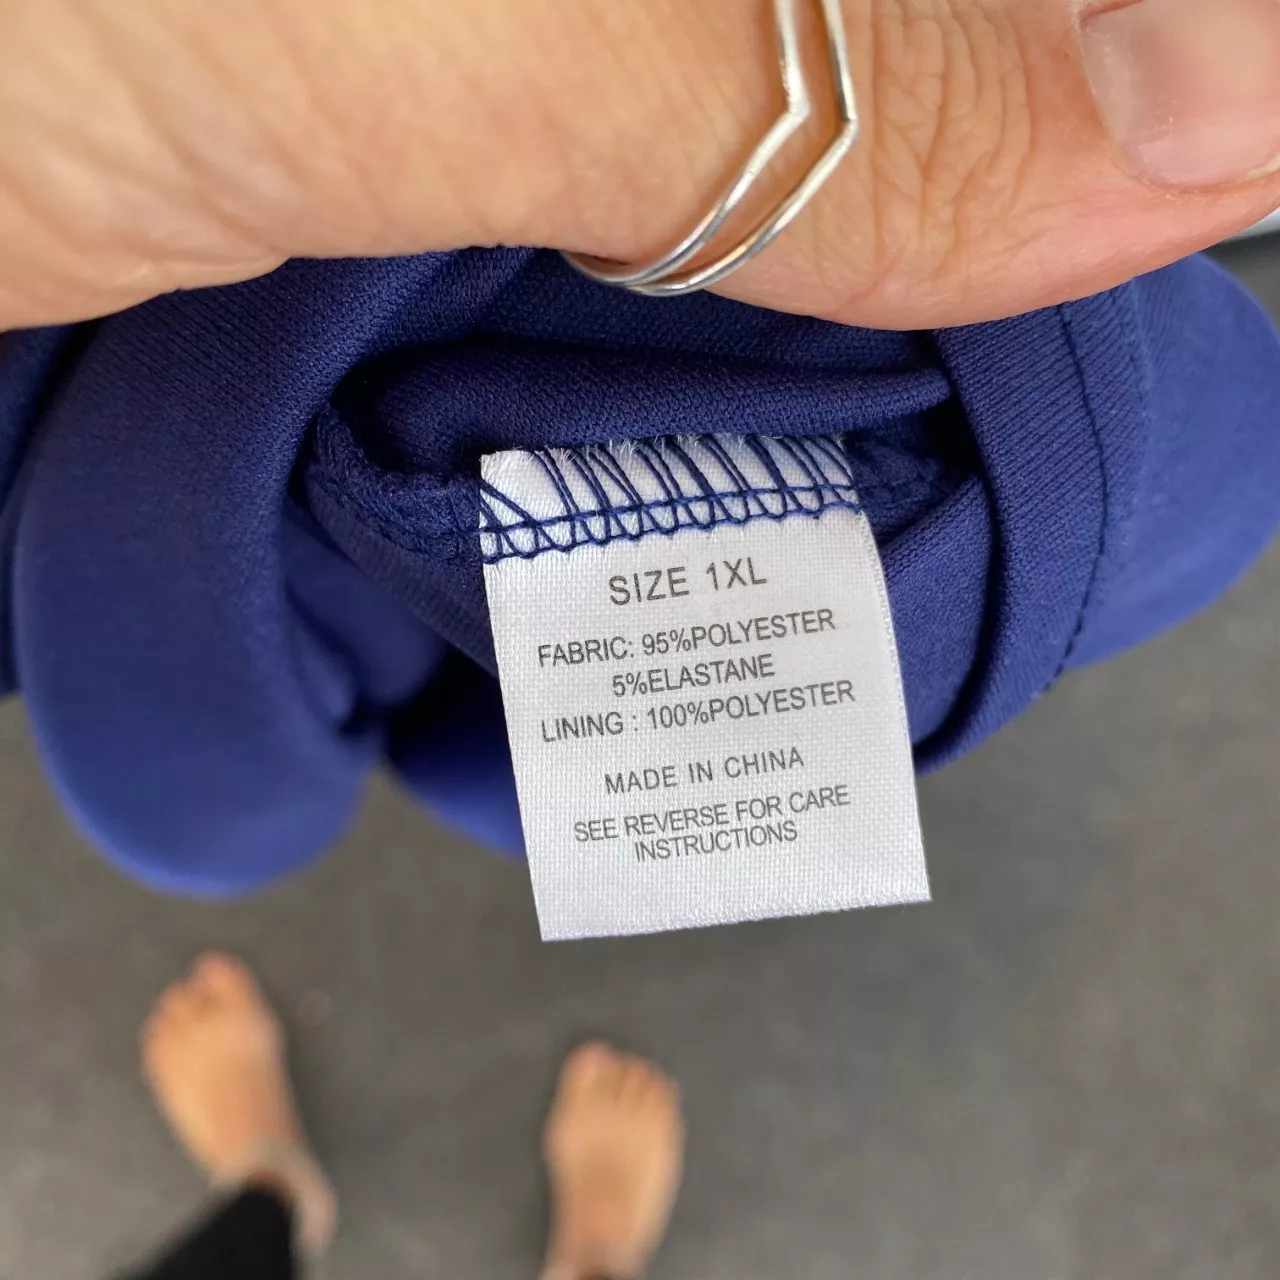 SIZE 1XL
FABRIC: 95%POLYESTER
5%ELASTANE
LINING : 100%POLYESTER
MADE IN CHINA
SEE REVERSE FOR CARE
INSTRUCTIONS